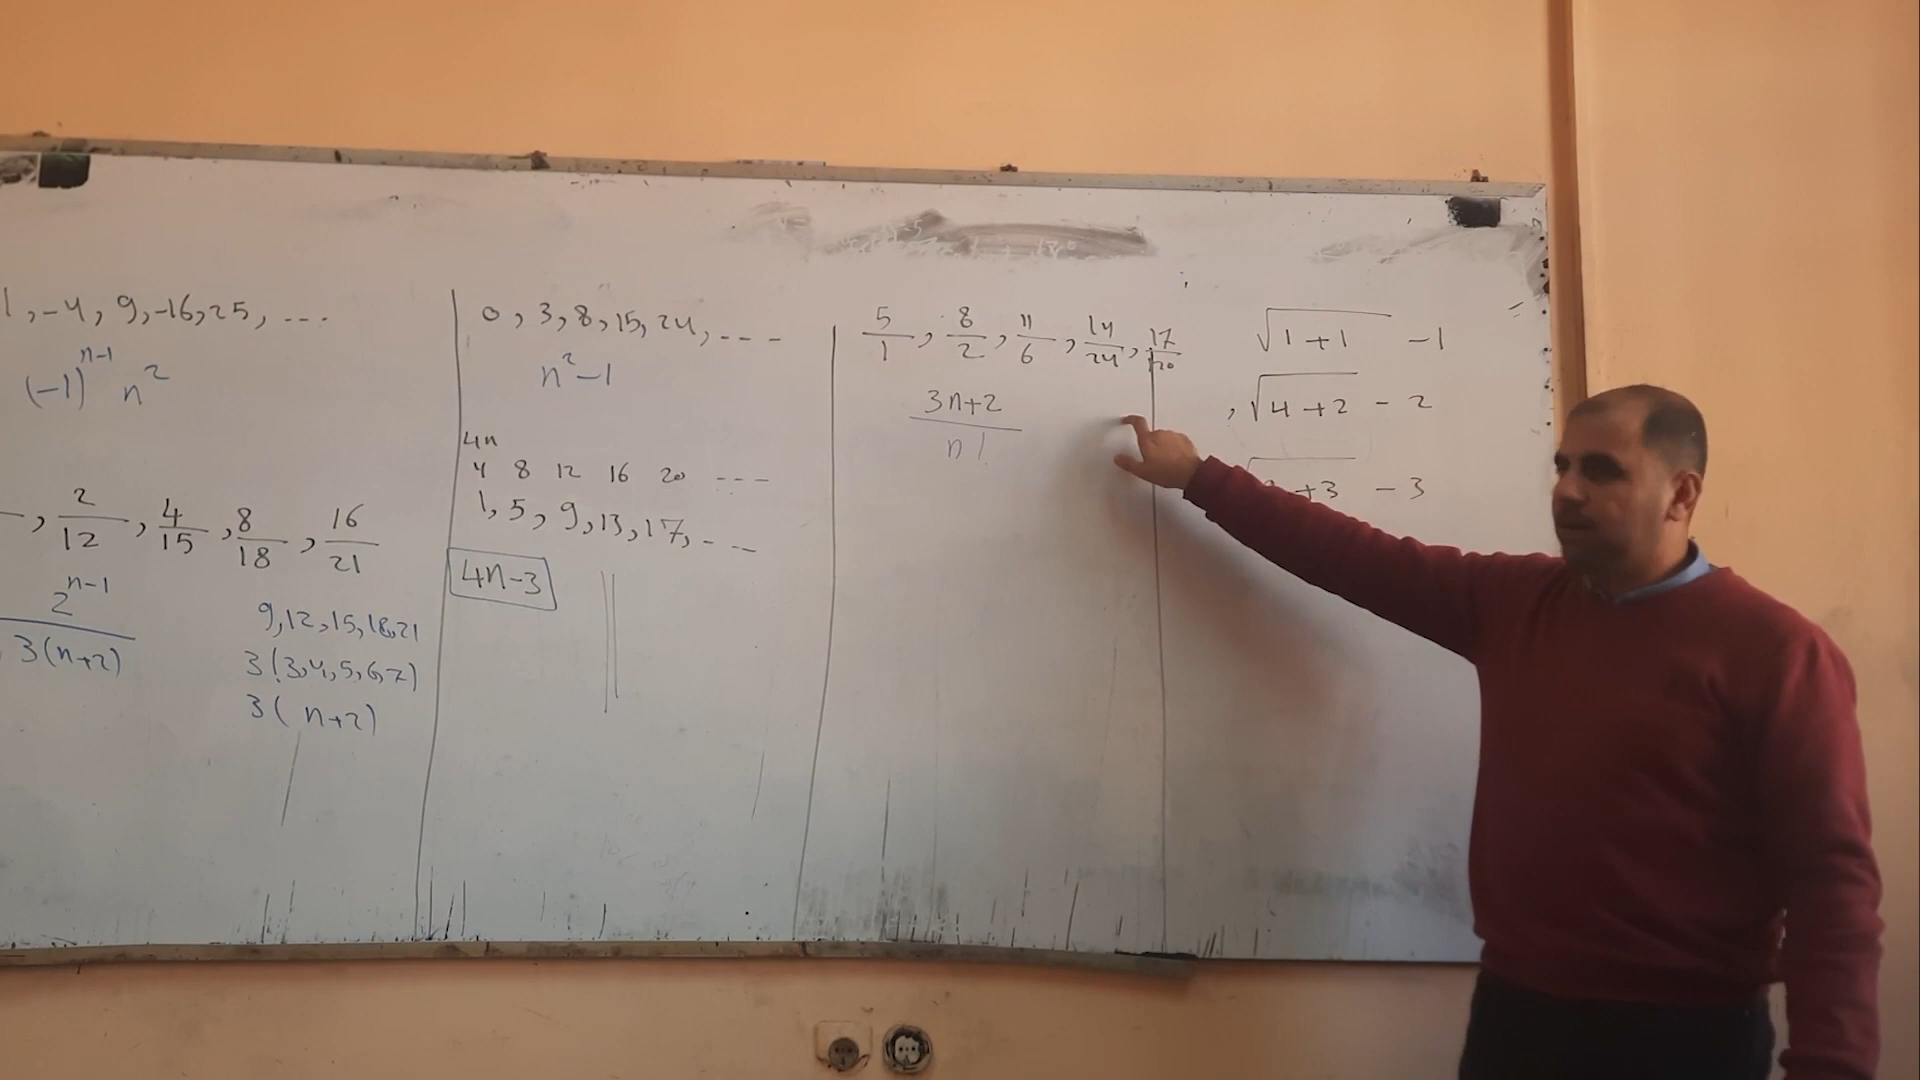 1, -4, 9, -16, 25, ...
(-1)^{n-1} n^2
, 2/12, 4/15, 8/18, 16/21
2^{n-1}/3(n+2)
9, 12, 15, 18, 21
3(3, 4, 5, 6, 7)
3( n+2)
0, 3, 8, 15, 24, ----
n^2-1
4n
4 8 12 16 20 ---
1, 5, 9, 13, 17, ---
4n-3
5/1, 8/2, 11/6, 14/24, 17/120
3n+2/n!
√(1+1) -1
, √(4+2) - 2
+3 - 3